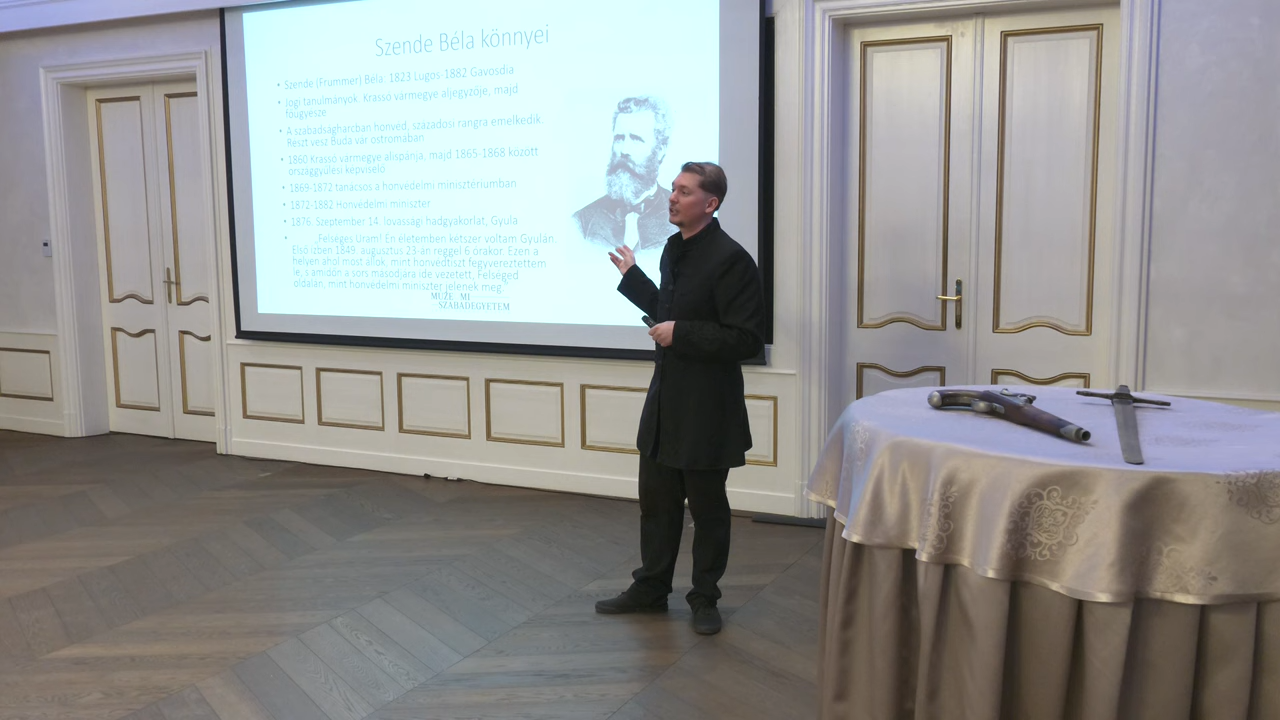 Szende Béla könnyei
• Szende (Frummer) Béla: 1823 Lugos-1882 Gavosdia
• Jogi tanulmányok. Krassó vármegye aljegyzője, majd
főügyésze.
• A szabadságharcban honvéd, századosi rangra emelkedik.
Részt vesz Buda vár ostromában
• 1860 Krassó vármegye alispánja, majd 1865-1868 között
országgyűlési képviselő
• 1869-1872 tanácsos a honvédelmi minisztériumban
• 1872-1882 Honvédelmi miniszter
• 1876. Szeptember 14. lovassági hadgyakorlat, Gyula
• „Felséges Uram! Én életemben kétszer voltam Gyulán.
Első ízben 1849. augusztus 23-án reggel 6 órakor. Ezen a
helyen ahol most állok, mint honvédtiszt fegyvereztettem
le, s amidőn a sors másodjára ide vezetett, Felséged
oldalán, mint honvédelmi miniszter jelenek meg."
SZABADEGYETEM